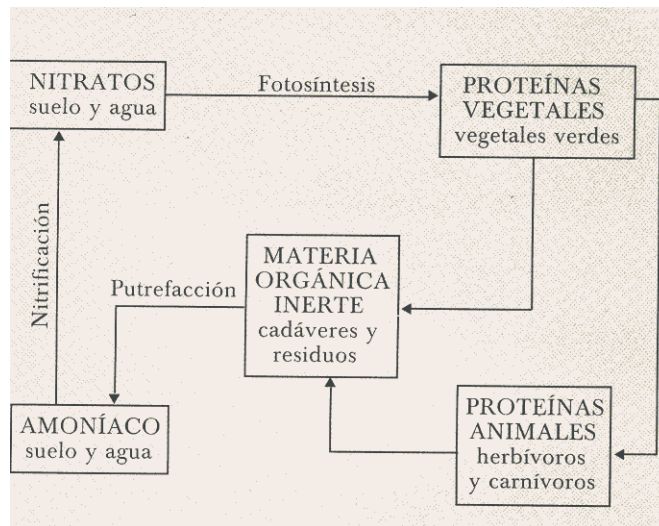 NITRATOS
suelo y agua
Fotosíntesis
PROTEÍNAS
VEGETALES
vegetales verdes
Nitrificación
Putrefacción
MATERIA
ORGÁNICA
INERTE
cadáveres y
residuos
AMONÍACO
suelo y agua
PROTEÍNAS
ANIMALES
herbívoros
y carnívoros